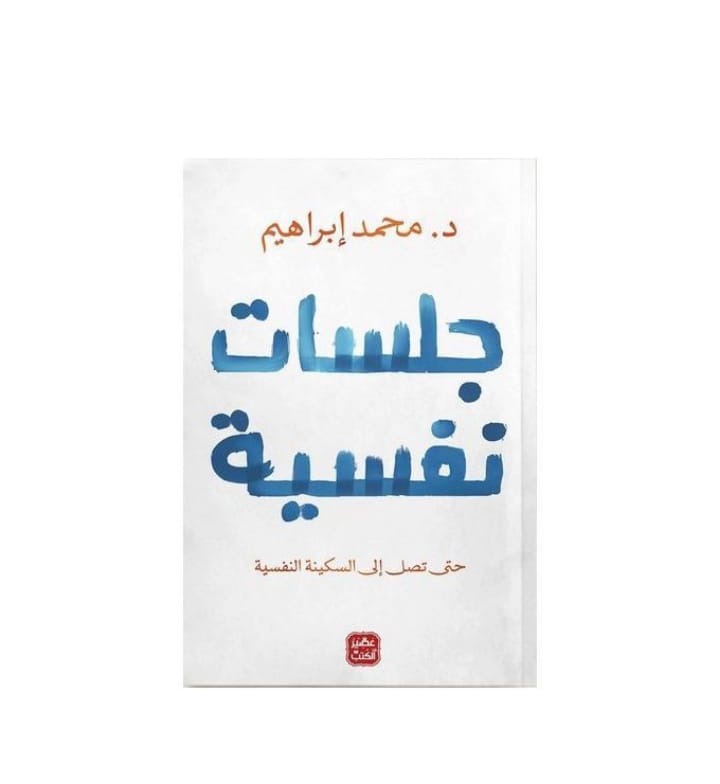 د. محمد إبراهيم
جلسات
نفسية
حتى تصل إلى السكينة النفسية
عصير
الكتب